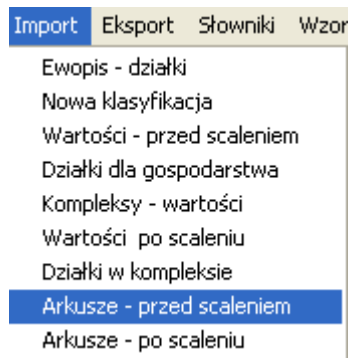 Import Eksport Słowniki Wzor
Ewopis - działki
Nowa klasyfikacja
Wartości - przed scaleniem
Działki dla gospodarstwa
Kompleksy - wartości
Wartości po scaleniu
Działki w kompleksie
Arkusze - przed scaleniem
Arkusze - po scaleniu